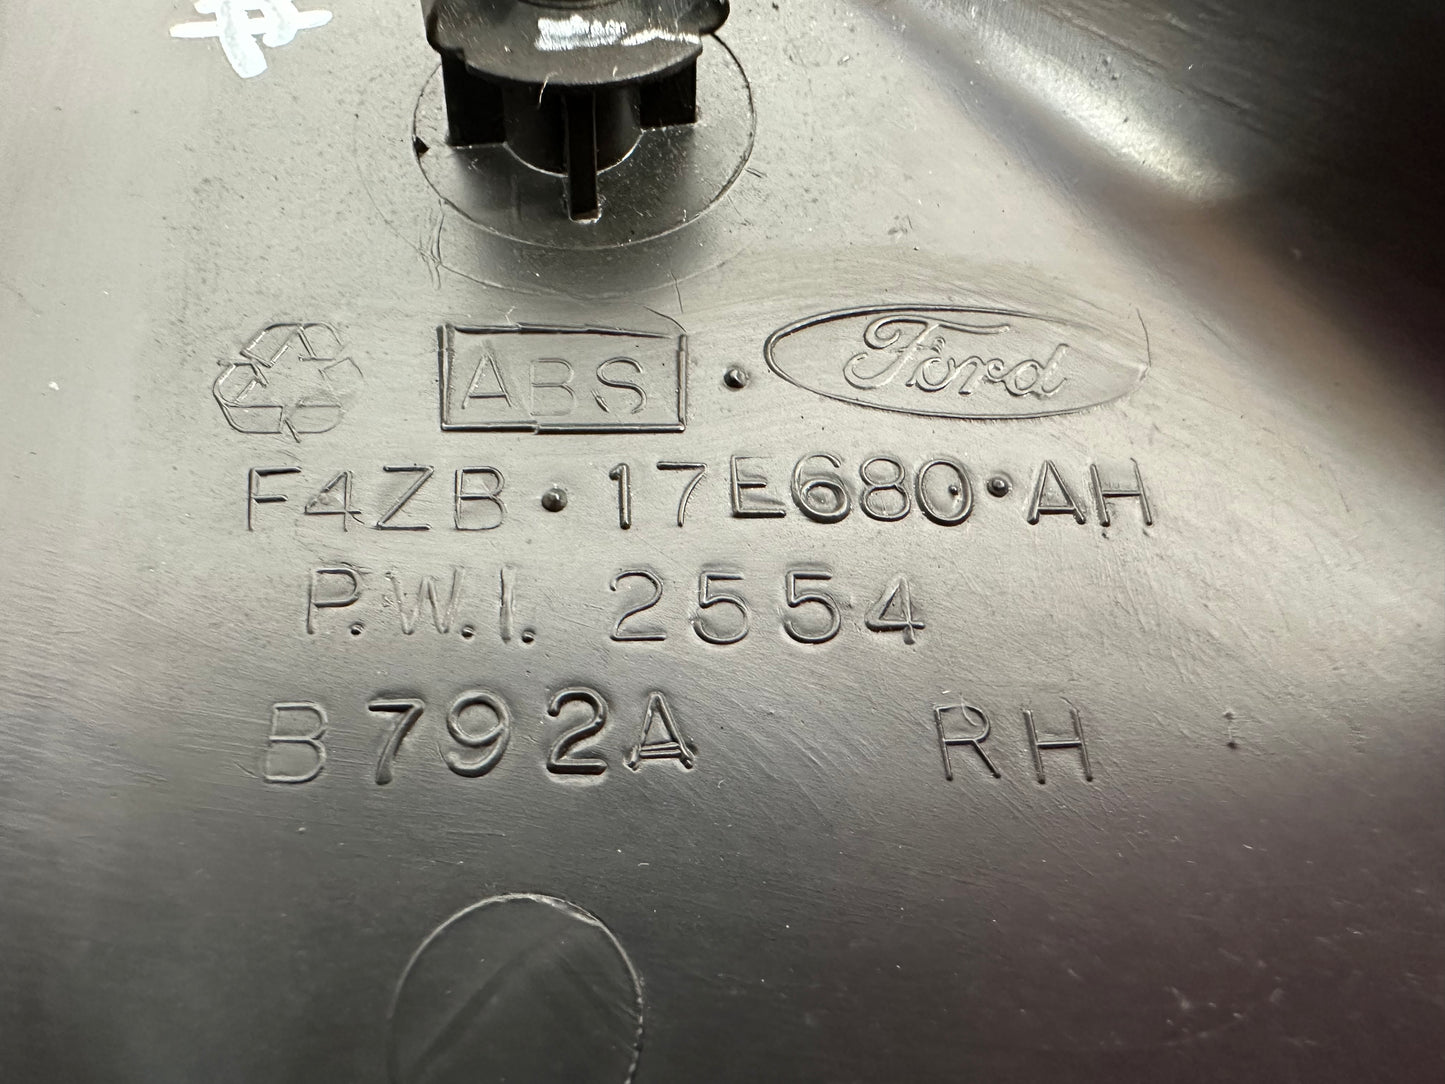 ABS • Ford
F4ZB • 17E680 • AH
P.W.I. 2554
B792A RH